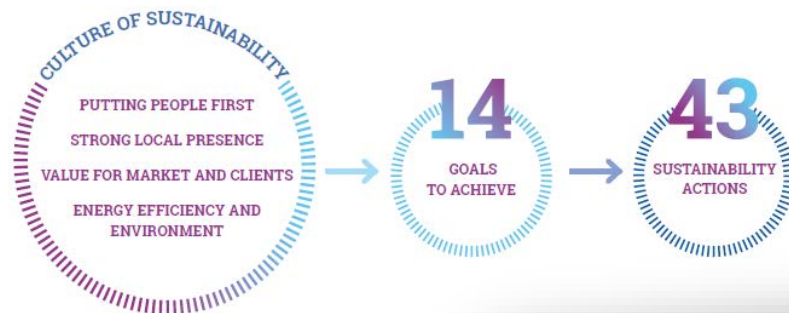 CULTURE OF SUSTAINABILITY
PUTTING PEOPLE FIRST
STRONG LOCAL PRESENCE
VALUE FOR MARKET AND CLIENTS
ENERGY EFFICIENCY AND
ENVIRONMENT
14
GOALS
TO ACHIEVE
43
SUSTAINABILITY
ACTIONS